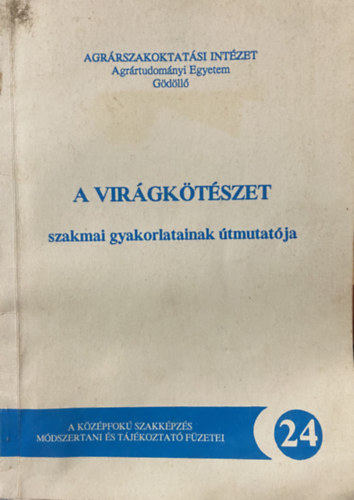 AGRÁRSZAKOKTATÁSI INTÉZET
Agrártudományi Egyetem
Gödöllő
A VIRÁGKÖTÉSZET
szakmai gyakorlatainak útmutatója
A KÖZÉPFOKÚ SZAKKÉPZÉS
MÓDSZERTANI ÉS TÁJÉKOZTATÓ FÜZETEI
24